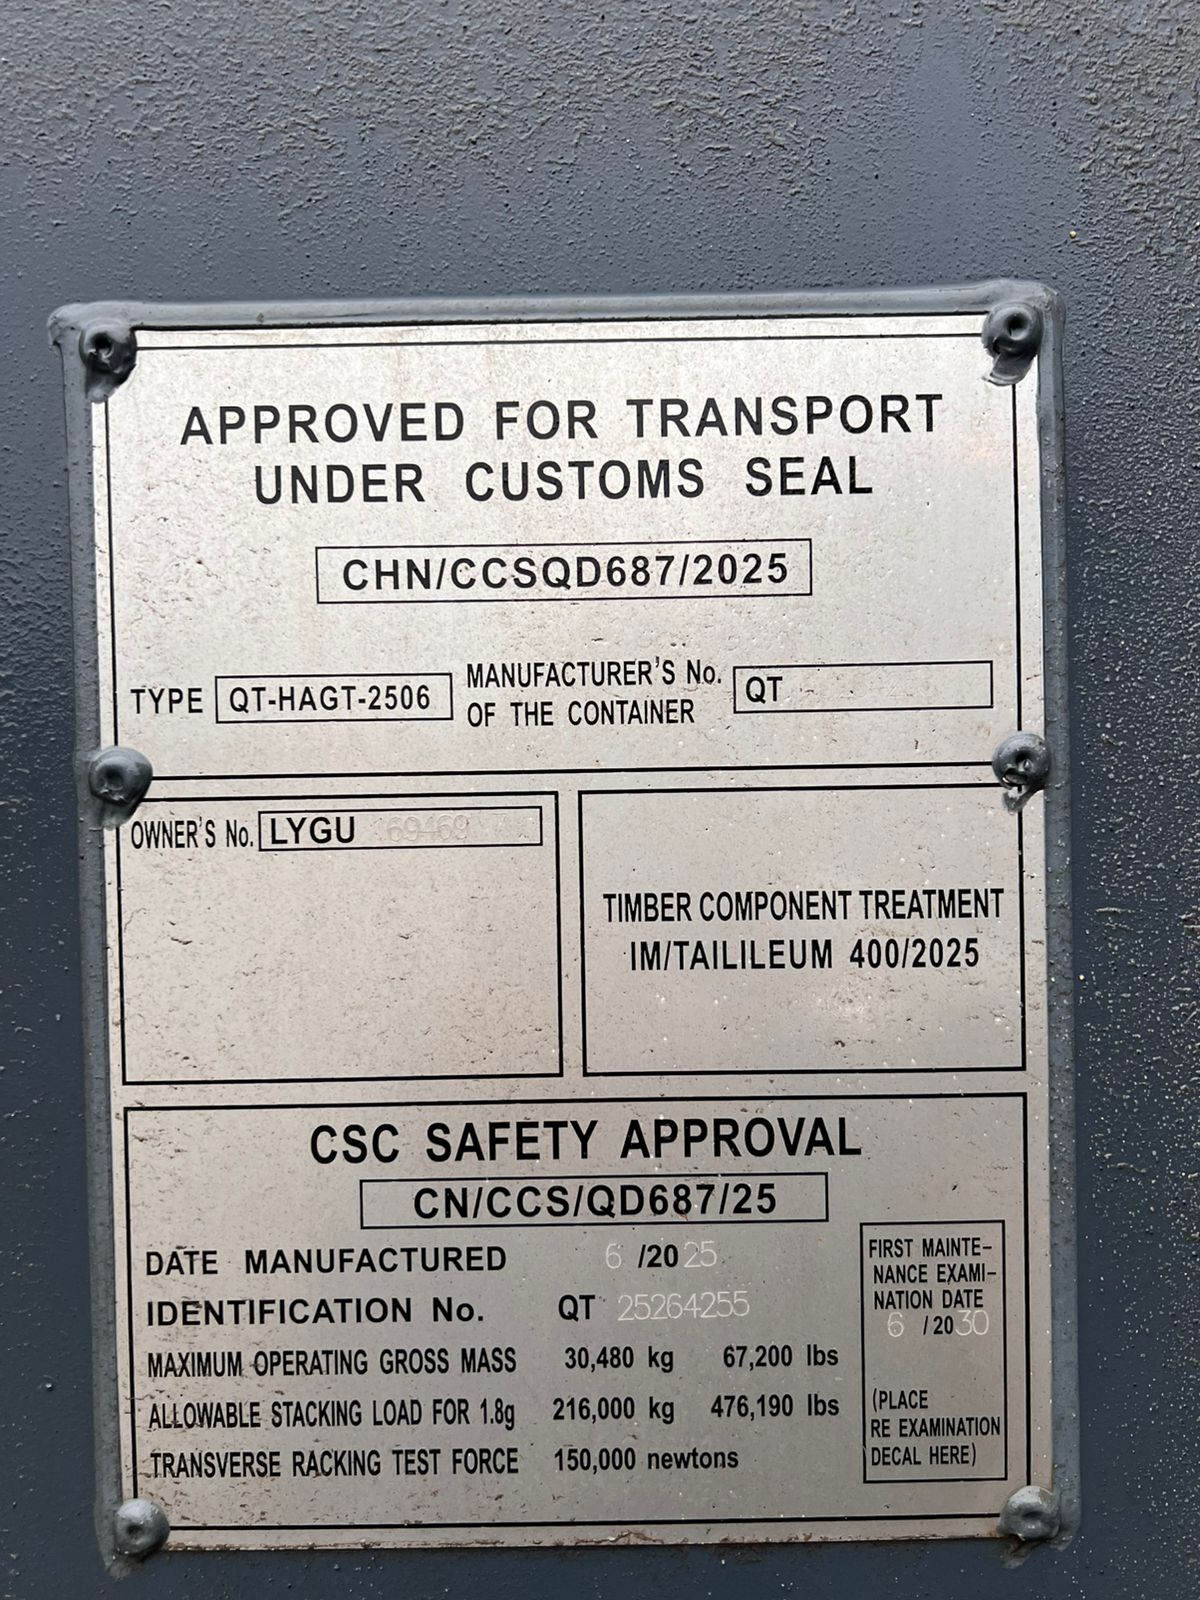 APPROVED FOR TRANSPORT
UNDER CUSTOMS SEAL
CHN/CCSQD687/2025
TYPE QT-HAGT-2506 MANUFACTURER'S No. OF THE CONTAINER QT
OWNER'S No. LYGU
TIMBER COMPONENT TREATMENT
IM/TAILILEUM 400/2025
CSC SAFETY APPROVAL
CN/CCS/QD687/25
DATE MANUFACTURED 6 /20 25
IDENTIFICATION No. QT 25264255
MAXIMUM OPERATING GROSS MASS 30,480 kg 67,200 lbs
ALLOWABLE STACKING LOAD FOR 1.8g 216,000 kg 476,190 lbs
TRANSVERSE RACKING TEST FORCE 150,000 newtons
FIRST MAINTE-
NANCE EXAMI-
NATION DATE
6 /20 30
(PLACE
RE EXAMINATION
DECAL HERE)